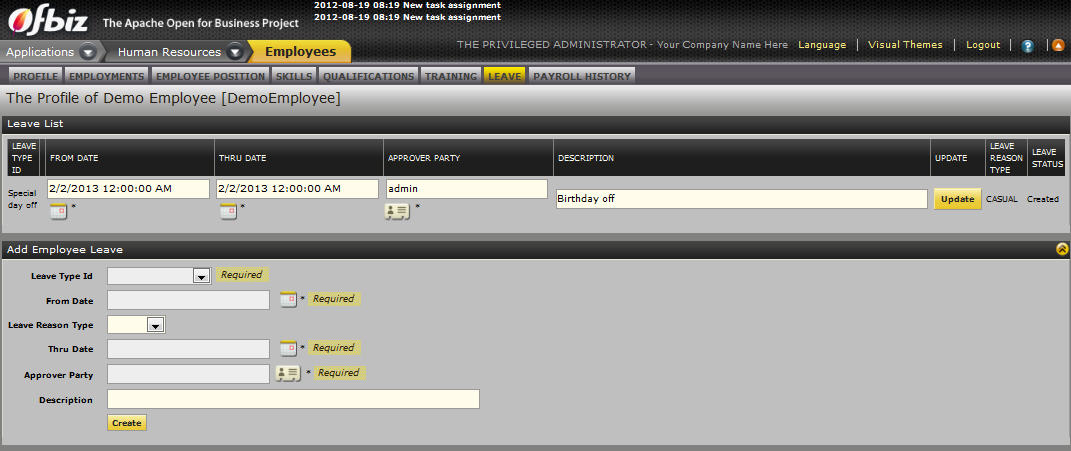 2012-08-19 08:19 New task assignment
Ofbiz The Apache Open for Business Project
2012-08-19 08:19 New task assignment
Applications Human Resources Employees
THE PRIVILEGED ADMINISTRATOR - Your Company Name Here Language Visual Themes Logout ?
PROFILE EMPLOYMENTS EMPLOYEE POSITION SKILLS QUALIFICATIONS TRAINING LEAVE PAYROLL HISTORY
The Profile of Demo Employee [DemoEmployee]
Leave List
LEAVE TYPE ID FROM DATE THRU DATE APPROVER PARTY DESCRIPTION UPDATE LEAVE REASON TYPE LEAVE STATUS
Special day off 2/2/2013 12:00:00 AM * 2/2/2013 12:00:00 AM * admin * Birthday off Update CASUAL Created
Add Employee Leave
Leave Type Id Required
From Date * Required
Leave Reason Type
Thru Date * Required
Approver Party * Required
Description
Create